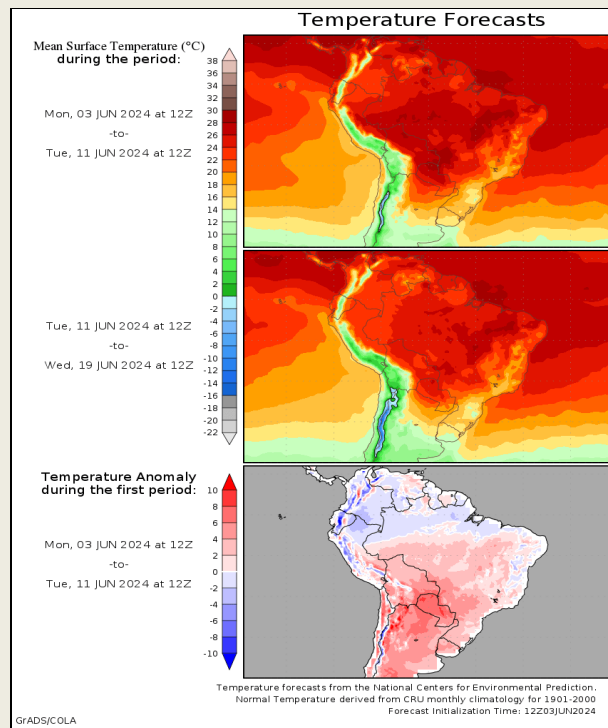 Temperature Forecasts
Mean Surface Temperature (°C)
during the period:
Mon, 03 JUN 2024 at 12Z
-to-
Tue, 11 JUN 2024 at 12Z
38
36
34
32
30
28
26
24
22
20
18
16
14
12
10
8
6
4
2
0
-2
-4
-6
-8
-10
-12
-14
-16
-18
-20
-22
Tue, 11 JUN 2024 at 12Z
-to-
Wed, 19 JUN 2024 at 12Z
Temperature Anomaly
during the first period:
Mon, 03 JUN 2024 at 12Z
-to-
Tue, 11 JUN 2024 at 12Z
10
8
6
4
2
0
-2
-4
-6
-8
-10
Temperature forecasts from the National Centers for Environmental Prediction.
Normal Temperature derived from CRU monthly climatology for 1901-2000
Forecast Initialization Time: 12Z03JUN2024
GrADS/COLA